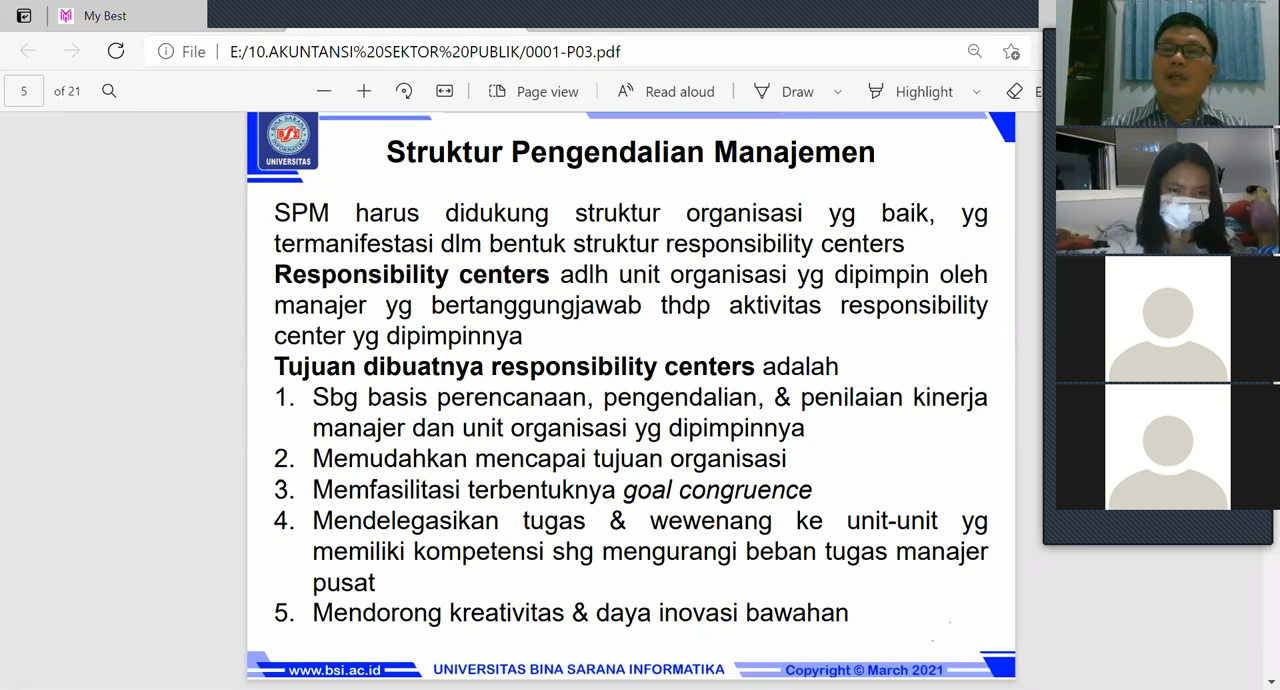 My Best
File
E:/10.AKUNTANSI%20SEKTOR%20PUBLIK/0001-P03.pdf
5 of 21
Page view
Read aloud
Draw
Highlight
BINA SARANA
INFORMATIKA
BSI
UNIVERSITAS
Struktur Pengendalian Manajemen
SPM harus didukung struktur organisasi yg baik, yg
termanifestasi dlm bentuk struktur responsibility centers
Responsibility centers adlh unit organisasi yg dipimpin oleh
manajer yg bertanggungjawab thdp aktivitas responsibility
center yg dipimpinnya
Tujuan dibuatnya responsibility centers adalah
1. Sbg basis perencanaan, pengendalian, & penilaian kinerja
manajer dan unit organisasi yg dipimpinnya
2. Memudahkan mencapai tujuan organisasi
3. Memfasilitasi terbentuknya goal congruence
4. Mendelegasikan tugas & wewenang ke unit-unit yg
memiliki kompetensi shg mengurangi beban tugas manajer
pusat
5. Mendorong kreativitas & daya inovasi bawahan
www.bsi.ac.id
UNIVERSITAS BINA SARANA INFORMATIKA
Copyright © March 2021